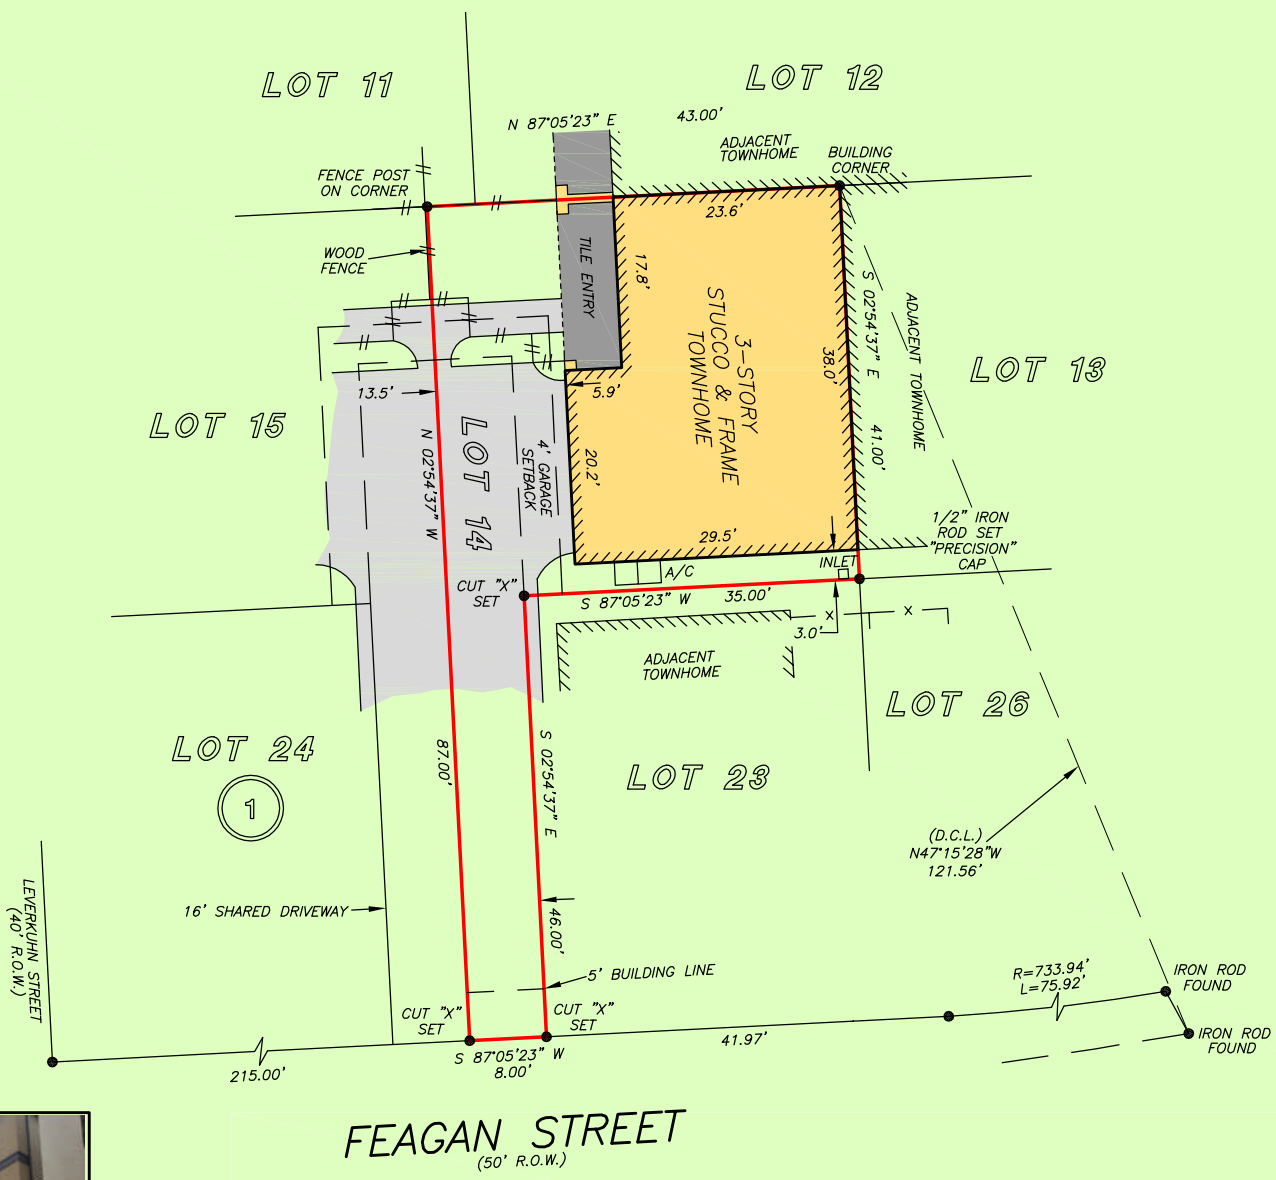 LOT 11
LOT 12
N 87°05'23" E
43.00'
ADJACENT
TOWNHOME
BUILDING
CORNER
FENCE POST
ON CORNER
23.6'
WOOD
FENCE
TILE ENTRY
17.8'
S 02°54'37" E
41.00'
ADJACENT TOWNHOME
3-STORY
STUCCO & FRAME
TOWNHOME
38.0'
LOT 13
13.5'
5.9'
LOT 15
N 02°54'37" W
LOT 14
4' GARAGE
SETBACK
20.2'
29.5'
1/2" IRON
ROD SET
"PRECISION"
CAP
INLET
A/C
CUT "X"
SET
S 87°05'23" W
35.00'
3.0'
X
X
ADJACENT
TOWNHOME
LOT 26
LOT 24
1
87.00'
S 02°54'37" E
LOT 23
(D.C.L.)
N47°15'28"W
121.56'
LEVERKUHN STREET
(40' R.O.W.)
16' SHARED DRIVEWAY
46.00'
5' BUILDING LINE
R=733.94'
L=75.92'
IRON ROD
FOUND
CUT "X"
SET
CUT "X"
SET
IRON ROD
FOUND
215.00'
S 87°05'23" W
8.00'
41.97'
FEAGAN STREET
(50' R.O.W.)